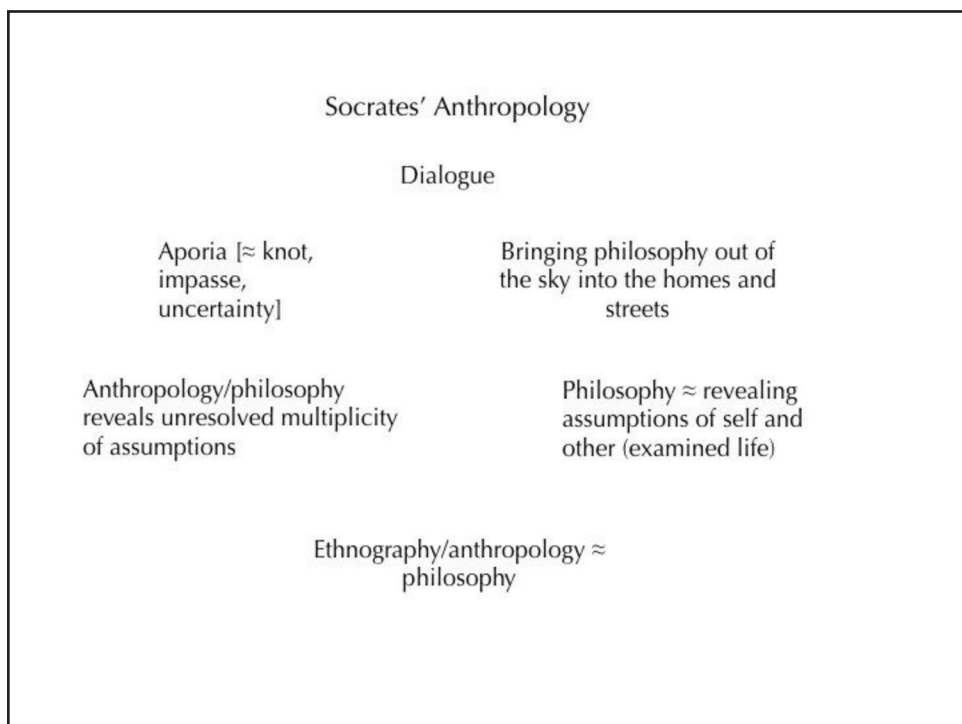 Socrates’ Anthropology
Dialogue
Aporia [≈ knot,
impasse,
uncertainty]
Bringing philosophy out of
the sky into the homes and
streets
Anthropology/philosophy
reveals unresolved multiplicity
of assumptions
Philosophy ≈ revealing
assumptions of self and
other (examined life)
Ethnography/anthropology ≈
philosophy